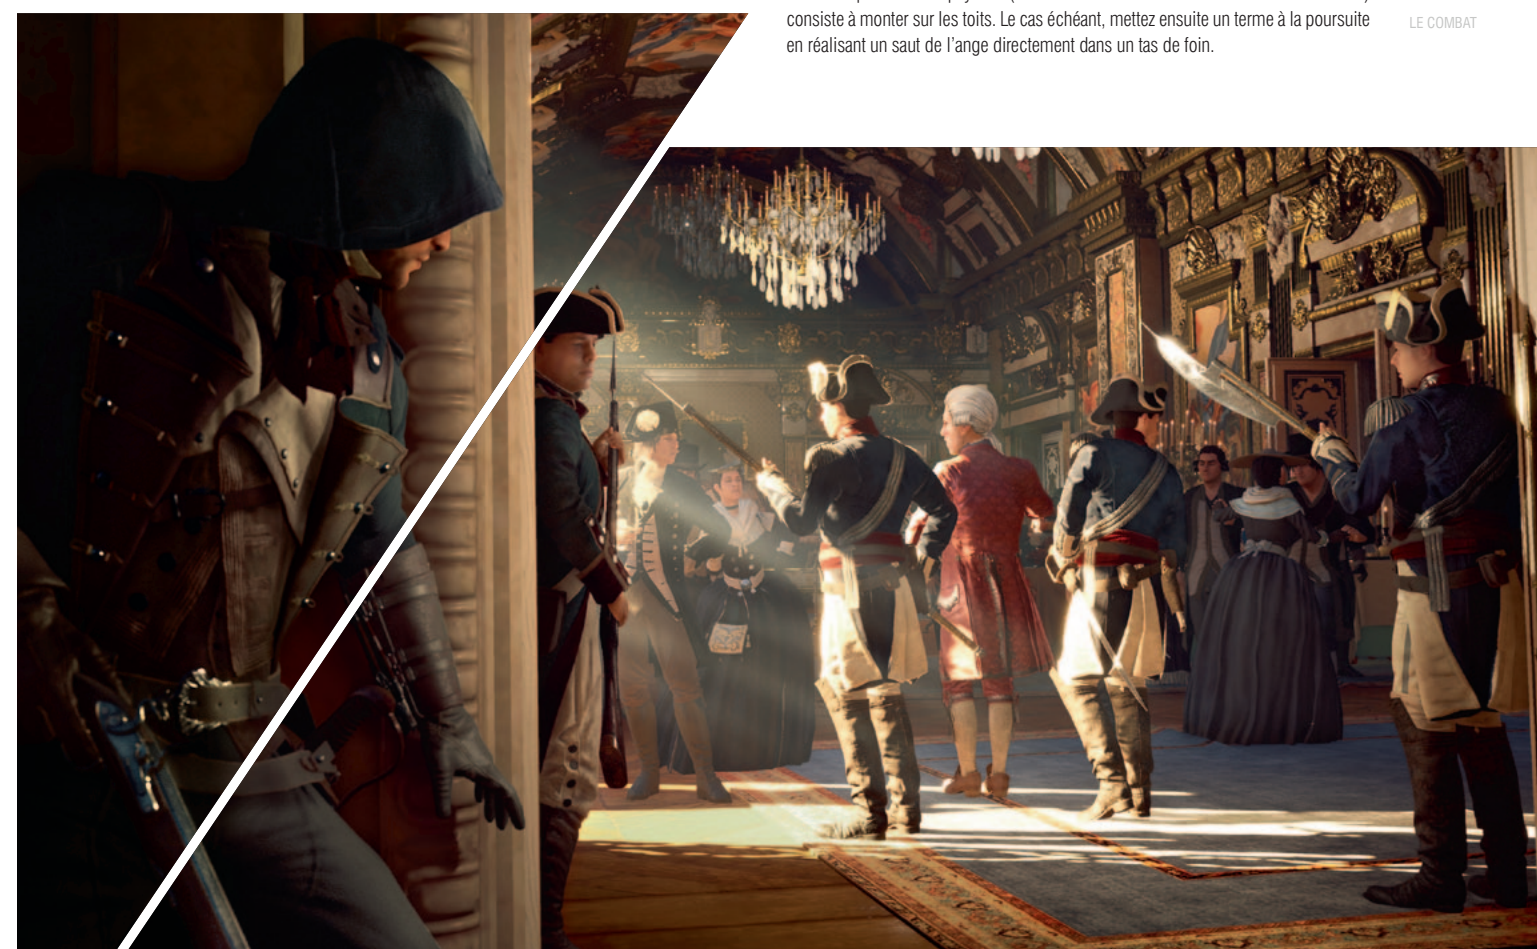 consiste à monter sur les toits. Le cas échéant, mettez ensuite un terme à la poursuite
en réalisant un saut de l’ange directement dans un tas de foin.
LE COMBAT